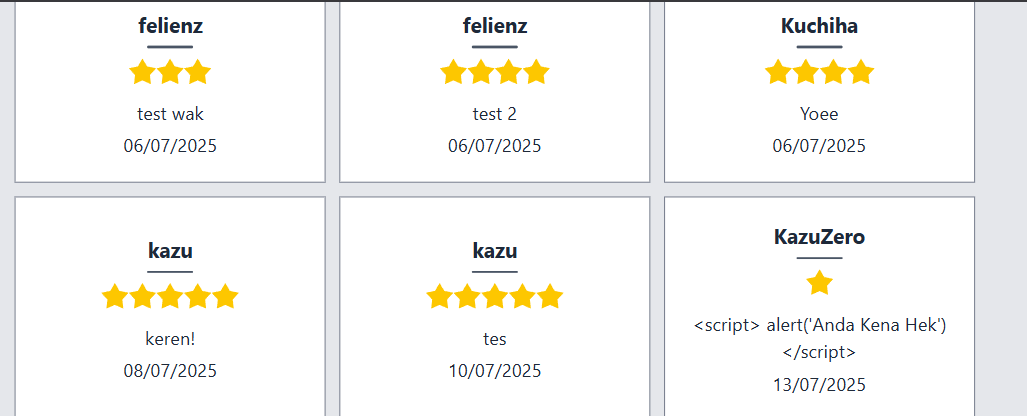 felienz
test wak
06/07/2025
felienz
test 2
06/07/2025
Kuchiha
Yoee
06/07/2025
kazu
keren!
08/07/2025
kazu
tes
10/07/2025
KazuZero
<script> alert('Anda Kena Hek')
</script>
13/07/2025